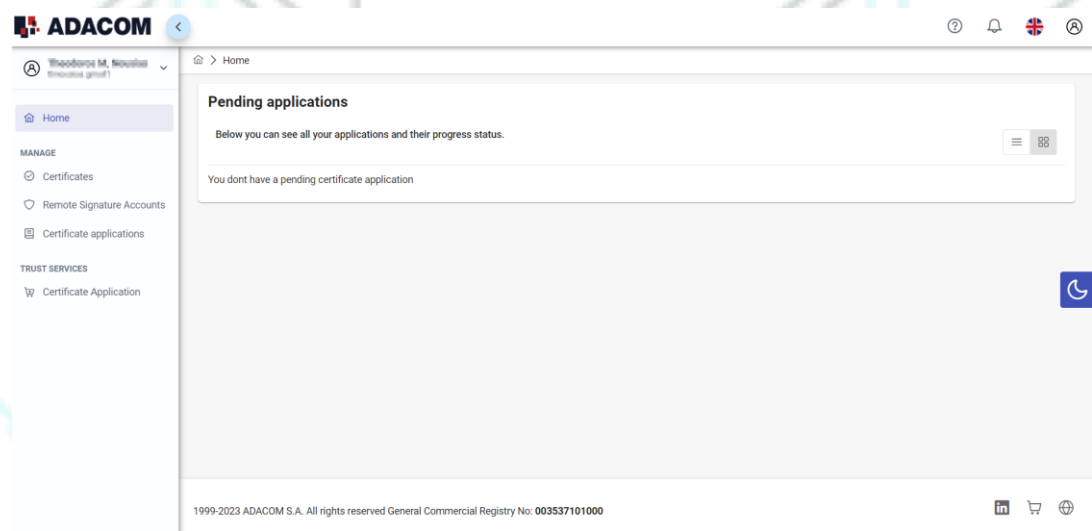 ADACOM
Home
Home
Pending applications
Below you can see all your applications and their progress status.
MANAGE
Certificates
You dont have a pending certificate application
Remote Signature Accounts
Certificate applications
TRUST SERVICES
Certificate Application
1999-2023 ADACOM S.A. All rights reserved General Commercial Registry No: 003537101000